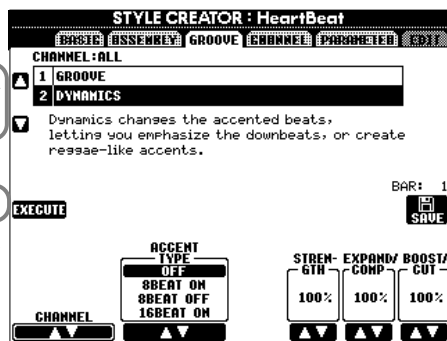 STYLE CREATOR : HeartBeat
BASIC ASSEMBLY GROOVE CHANNEL PARAMETER EDIT
CHANNEL:ALL
1 GROOVE
2 DYNAMICS
Dynamics changes the accented beats,
letting you emphasize the downbeats, or create
reggae-like accents.
BAR: 1
EXECUTE
SAVE
ACCENT
TYPE
OFF
8BEAT ON
8BEAT OFF
16BEAT ON
STREN-
GTH
100%
EXPAND/
COMP
100%
BOOST/
CUT
100%
CHANNEL